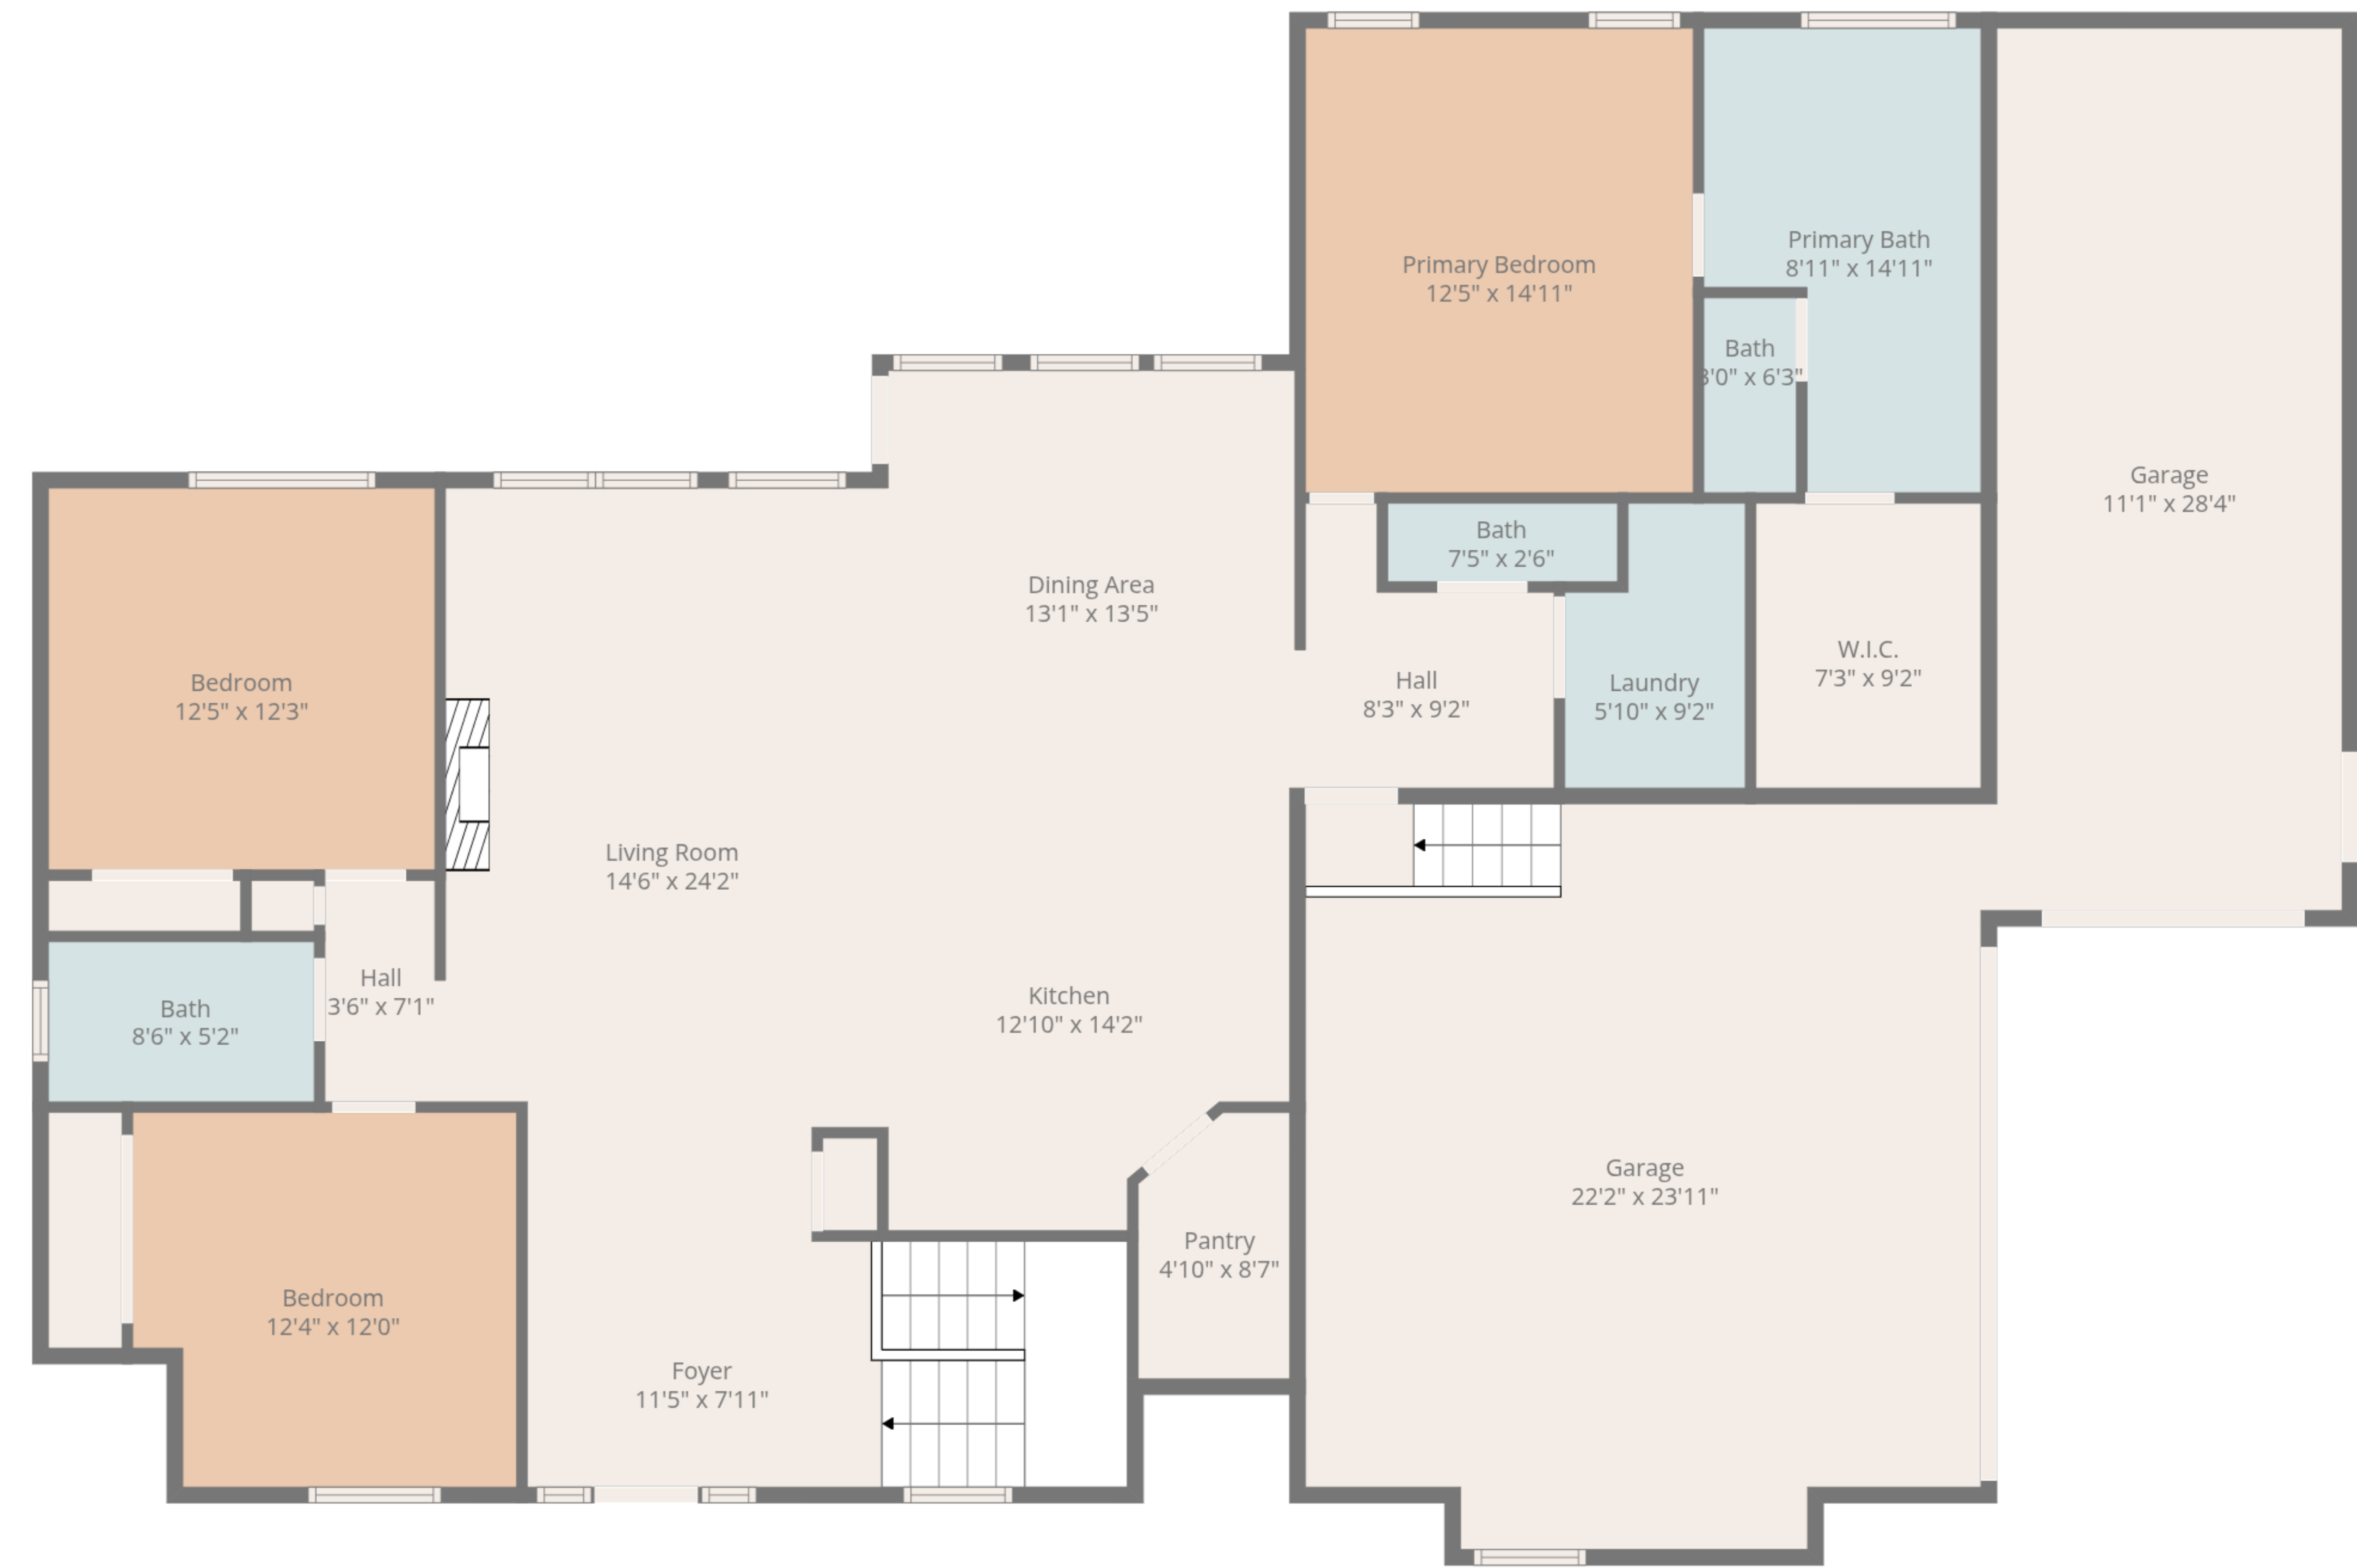 Primary Bedroom
12'5" x 14'11"
Primary Bath
8'11" x 14'11"
Bath
3'0" x 6'3"
Garage
11'1" x 28'4"
Bath
7'5" x 2'6"
Dining Area
13'1" x 13'5"
Hall
8'3" x 9'2"
Laundry
5'10" x 9'2"
W.I.C.
7'3" x 9'2"
Bedroom
12'5" x 12'3"
Living Room
14'6" x 24'2"
Kitchen
12'10" x 14'2"
Hall
3'6" x 7'1"
Bath
8'6" x 5'2"
Garage
22'2" x 23'11"
Pantry
4'10" x 8'7"
Bedroom
12'4" x 12'0"
Foyer
11'5" x 7'11"